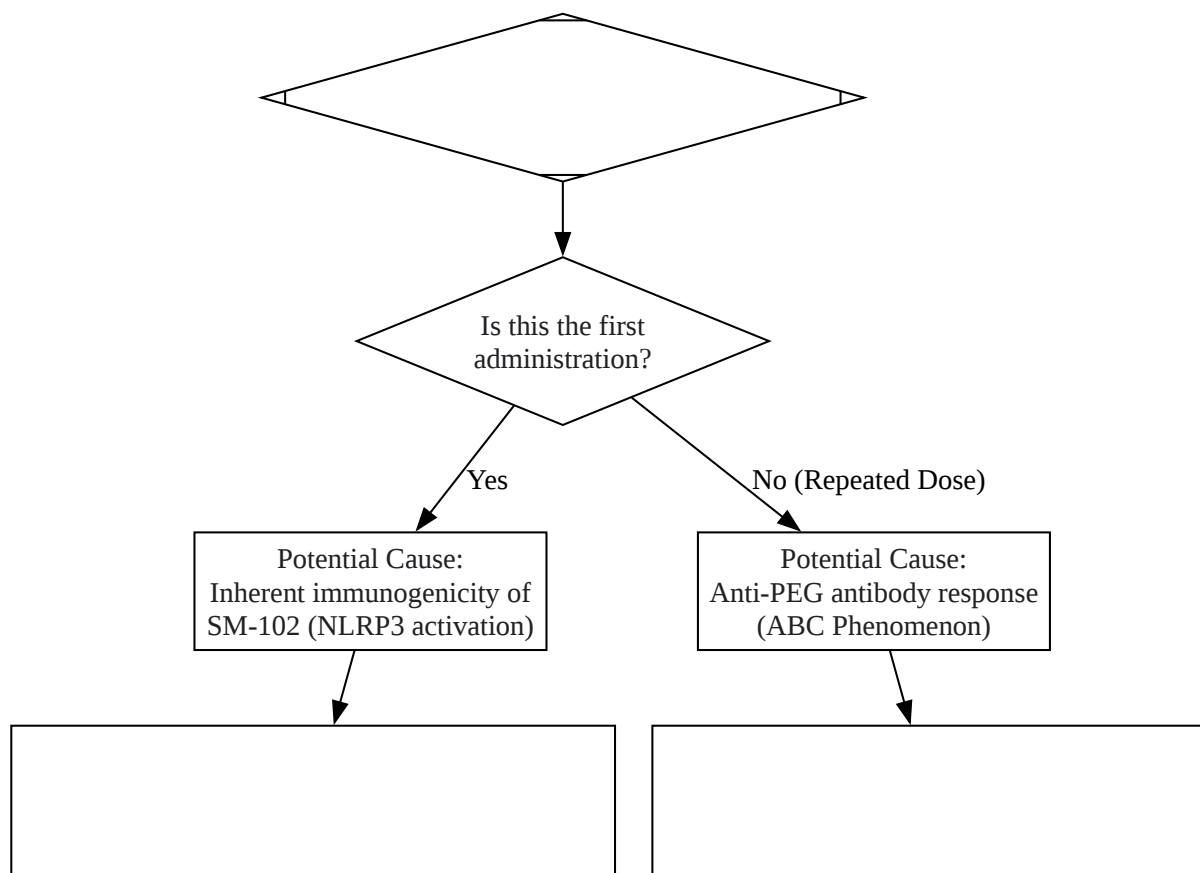 Is this the first
administration?
Yes
No (Repeated Dose)
Potential Cause:
Inherent immunogenicity of
SM-102 (NLRP3 activation)
Potential Cause:
Anti-PEG antibody response
(ABC Phenomenon)